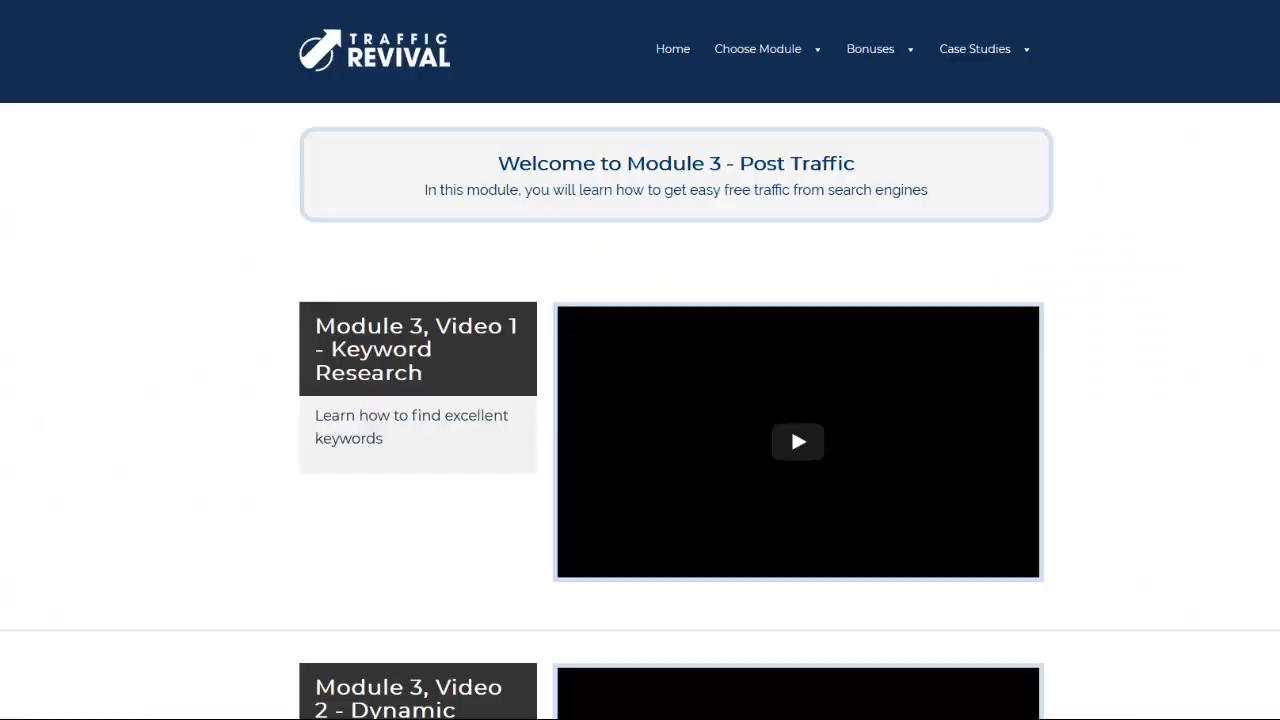 TRAFFIC
REVIVAL
Home Choose Module Bonuses Case Studies
Welcome to Module 3 - Post Traffic
In this module, you will learn how to get easy free traffic from search engines
Module 3, Video 1
- Keyword
Research
Learn how to find excellent
keywords
Module 3, Video
2 - Dynamic